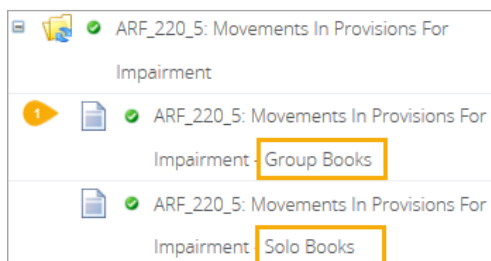 ARF_220_5: Movements In Provisions For
Impairment
1
ARF_220_5: Movements In Provisions For
Impairment - Group Books
ARF_220_5: Movements In Provisions For
Impairment - Solo Books